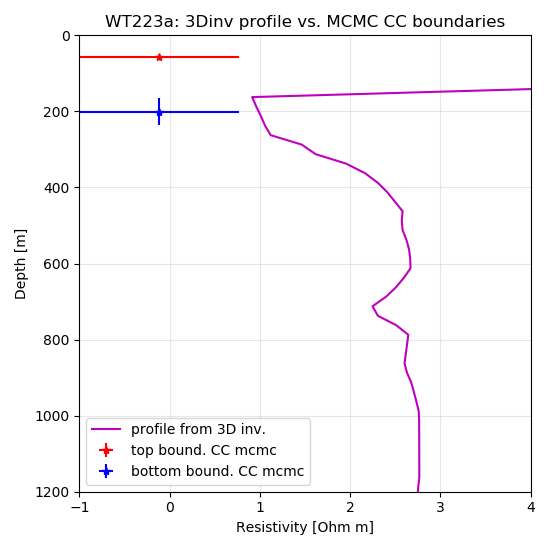 WT223a: 3Dinv profile vs. MCMC CC boundaries
0
200
400
600
800
1000
1200
Depth [m]
profile from 3D inv.
top bound. CC mcmc
bottom bound. CC mcmc
−1
0
1
2
3
4
Resistivity [Ohm m]